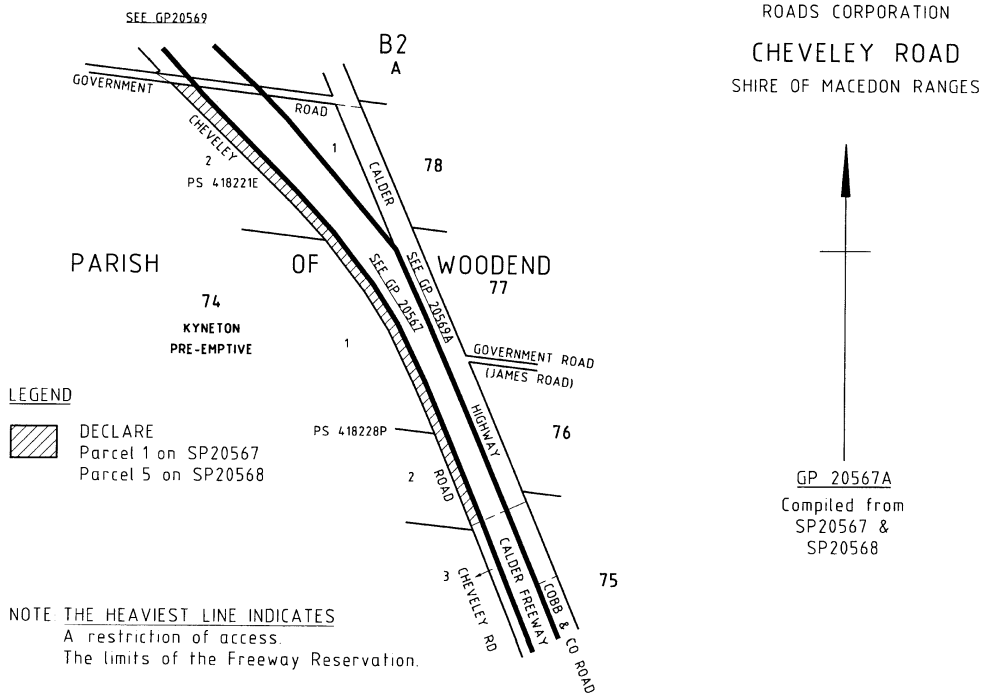 SEE GP20569
B2
A
ROADS CORPORATION
CHEVELEY ROAD
SHIRE OF MACEDON RANGES
GOVERNMENT
ROAD
CHEVELEY
2
PS 418221E
1
CALDER
78
PARISH
OF
WOODEND
SEE GP 20567
SEE GP 20569A
77
74
KYNETON
PRE-EMPTIVE
1
GOVERNMENT ROAD
(JAMES ROAD)
LEGEND
DECLARE
Parcel 1 on SP20567
Parcel 5 on SP20568
PS 418228P
HIGHWAY
76
2
ROAD
GP 20567A
Compiled from
SP20567 &
SP20568
3
CHEVELEY RD
CALDER FREEWAY
COBB & CO ROAD
75
NOTE THE HEAVIEST LINE INDICATES
A restriction of access.
The limits of the Freeway Reservation.